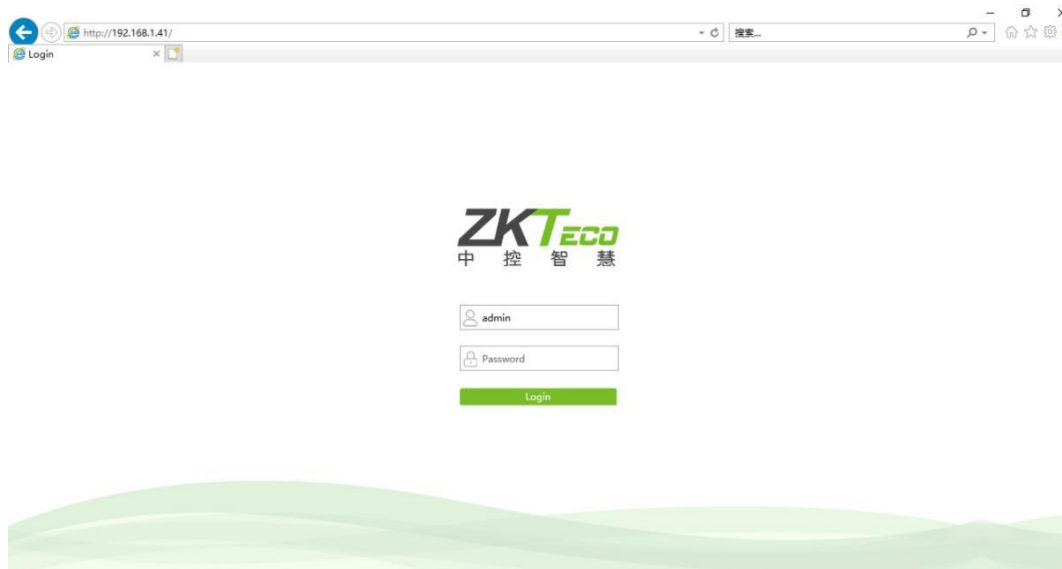 http://192.168.1.41/
搜索...
Login
ZKTECO
中控智慧
admin
Password
Login